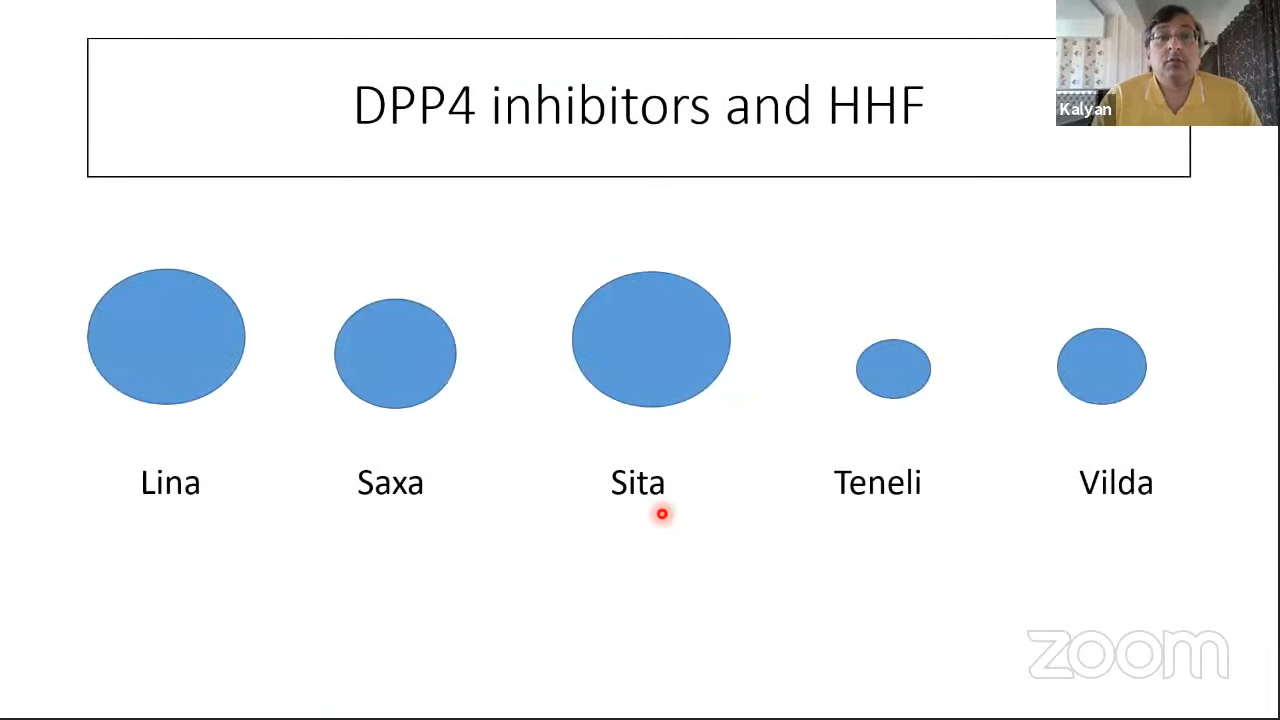 DPP4 inhibitors and HHF
Kalyan
Lina
Saxa
Sita
Teneli
Vilda
zoom